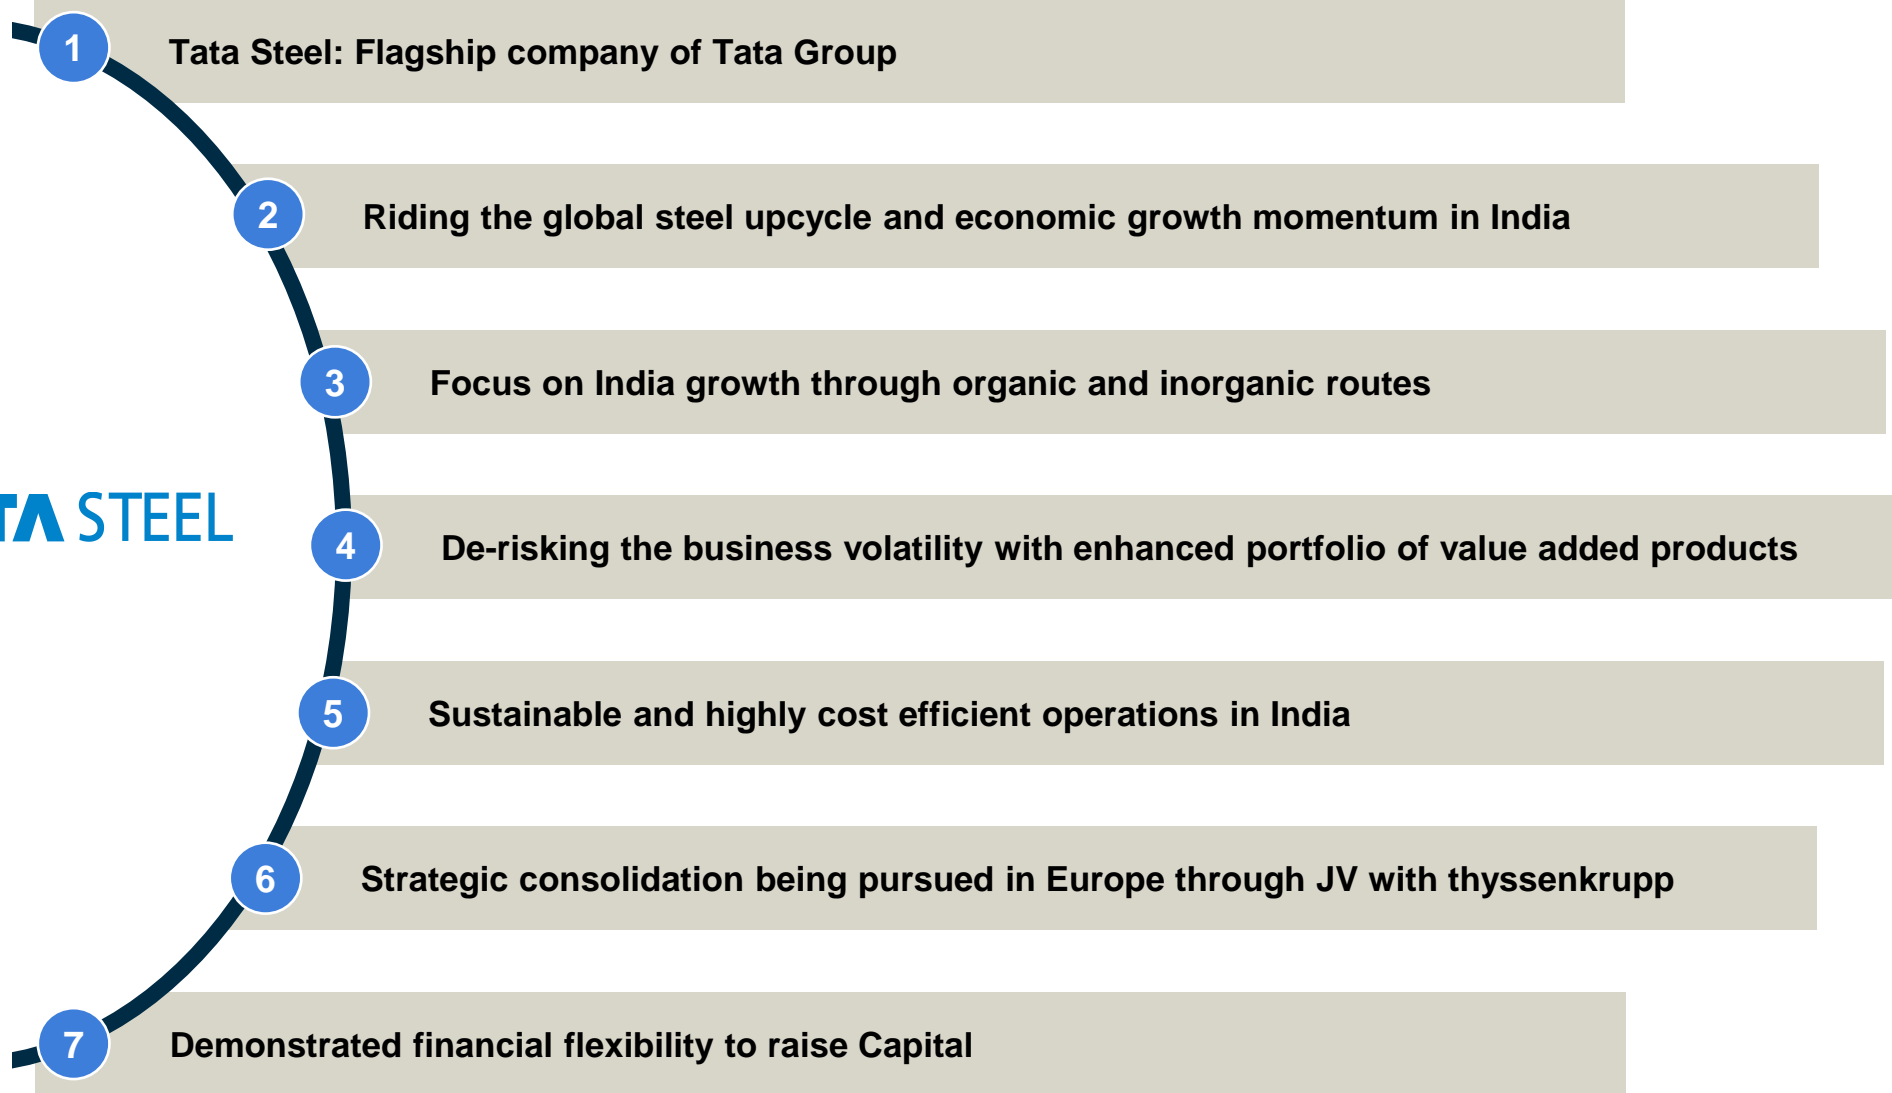 1
Tata Steel: Flagship company of Tata Group
2
Riding the global steel upcycle and economic growth momentum in India
3
Focus on India growth through organic and inorganic routes
TA STEEL
4
De-risking the business volatility with enhanced portfolio of value added products
5
Sustainable and highly cost efficient operations in India
6
Strategic consolidation being pursued in Europe through JV with thyssenkrupp
7
Demonstrated financial flexibility to raise Capital